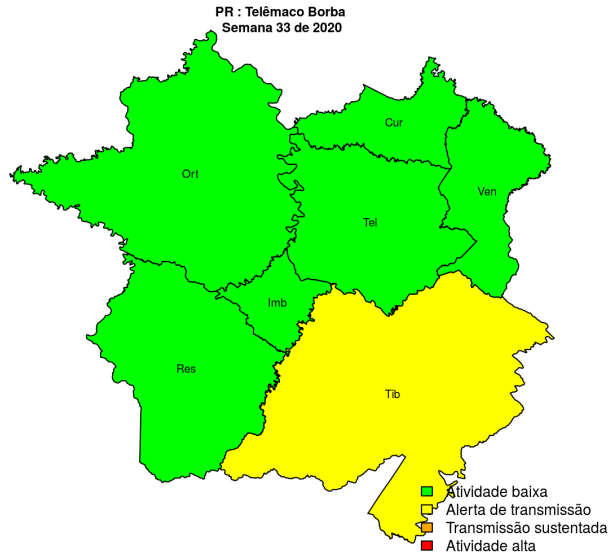 PR : Telêmaco Borba
Semana 33 de 2020
Cur
Ort
Ven
Tel
Imb
Res
Tib
Atividade baixa
Alerta de transmissão
Transmissão sustentada
Atividade alta